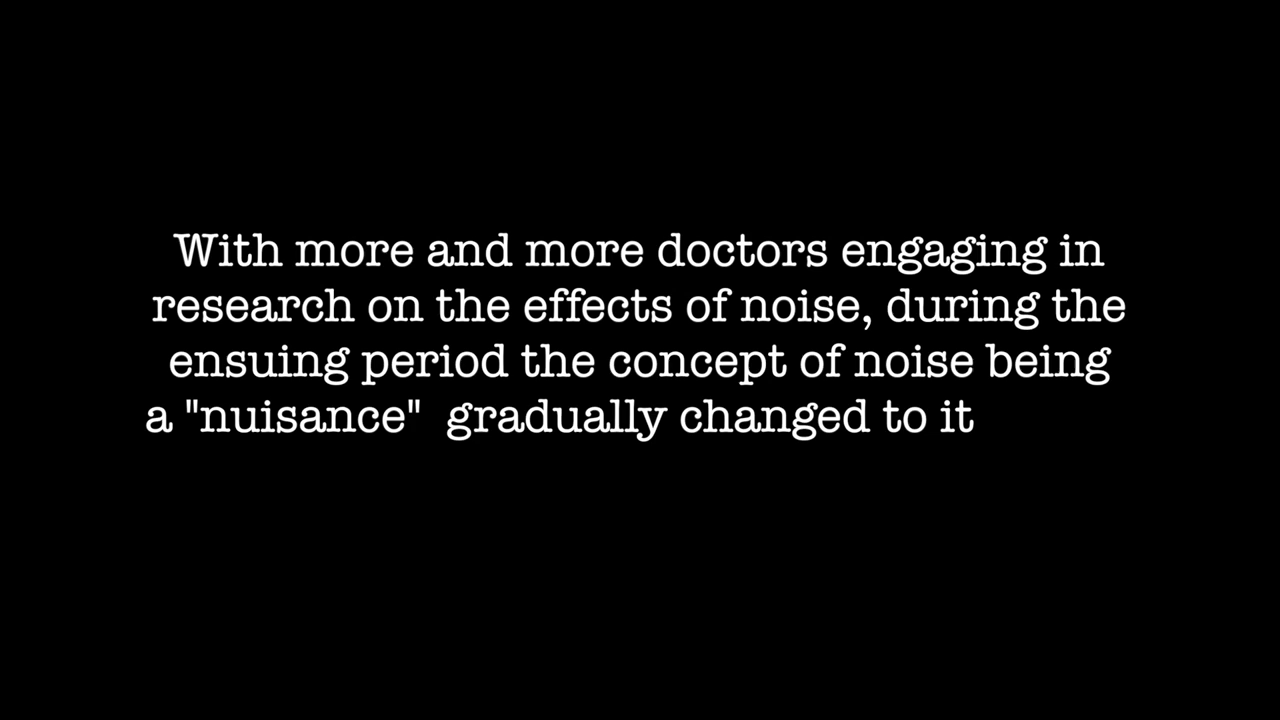 With more and more doctors engaging in
research on the effects of noise, during the
ensuing period the concept of noise being
a "nuisance"  gradually changed to it